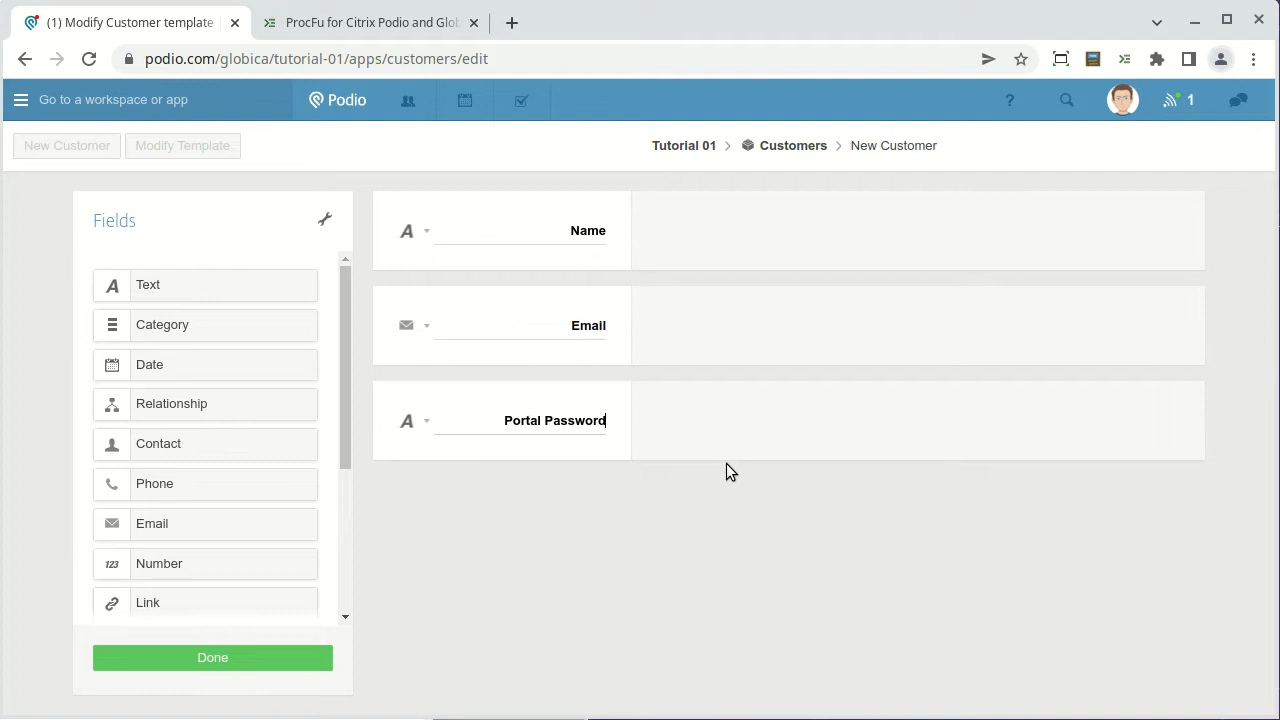 (1) Modify Customer template
ProcFu for Citrix Podio and Glob
podio.com/globica/tutorial-01/apps/customers/edit
Go to a workspace or app
Podio
?
1
New Customer
Modify Template
Tutorial 01 > Customers > New Customer
Fields
A Text
Category
Date
Relationship
Contact
Phone
Email
123 Number
Link
Done
A Name
Email
A Portal Password